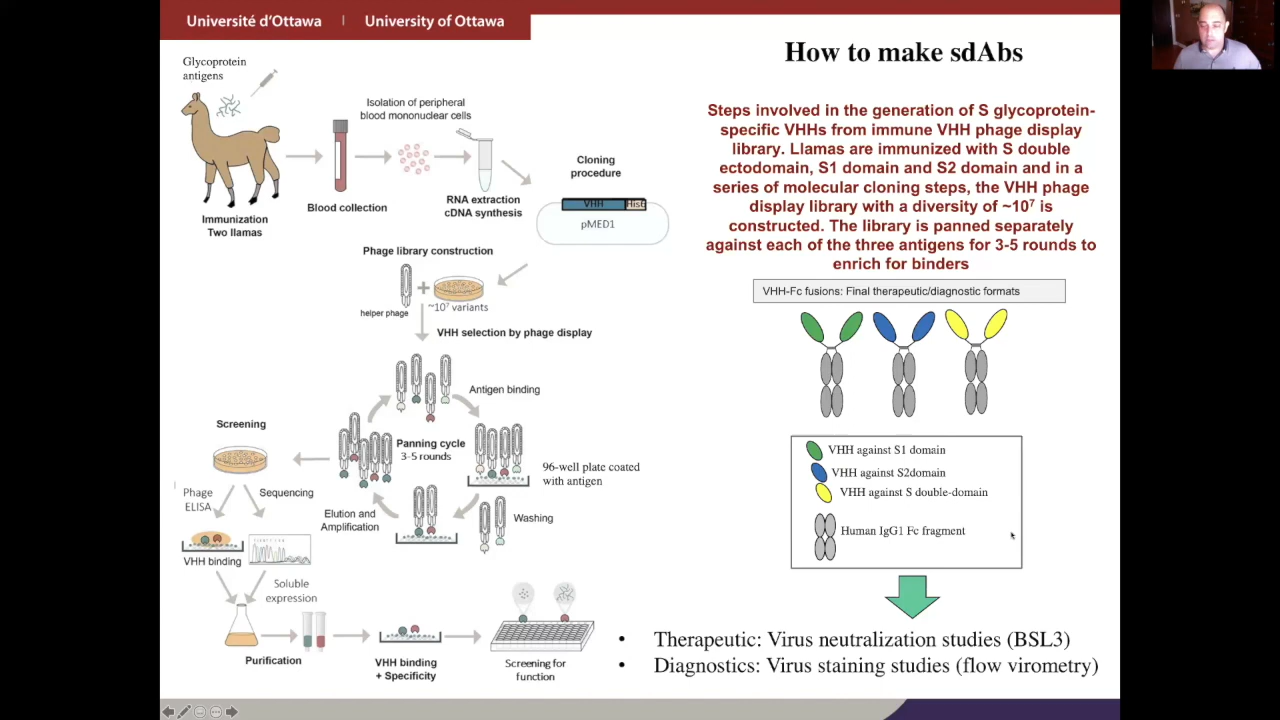 Université d'Ottawa | University of Ottawa
How to make sdAbs
Glycoprotein
antigens
Isolation of peripheral
blood mononuclear cells
Immunization
Two llamas
Blood collection
RNA extraction
cDNA synthesis
Cloning
procedure
VHH
His6
pMED1
Phage library construction
helper phage
~10⁷ variants
VHH selection by phage display
Antigen binding
Panning cycle
3-5 rounds
96-well plate coated
with antigen
Washing
Elution and
Amplification
Screening
Phage
ELISA
Sequencing
VHH binding
Soluble
expression
Purification
VHH binding
+ Specificity
Screening for
function
Steps involved in the generation of S glycoprotein-
specific VHHs from immune VHH phage display
library. Llamas are immunized with S double
ectodomain, S1 domain and S2 domain and in a
series of molecular cloning steps, the VHH phage
display library with a diversity of ~10⁷ is
constructed. The library is panned separately
against each of the three antigens for 3-5 rounds to
enrich for binders
VHH-Fc fusions: Final therapeutic/diagnostic formats
VHH against S1 domain
VHH against S2domain
VHH against S double-domain
Human IgG1 Fc fragment
• Therapeutic: Virus neutralization studies (BSL3)
• Diagnostics: Virus staining studies (flow virometry)